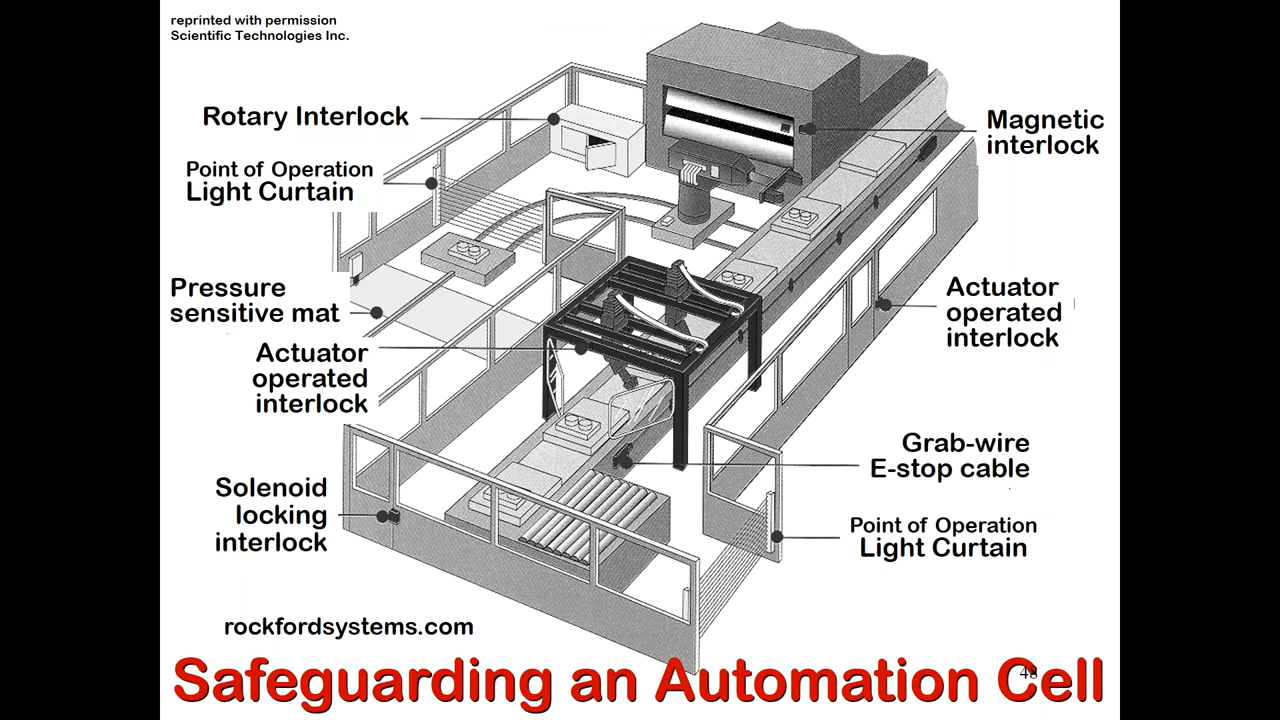 reprinted with permission
Scientific Technologies Inc.
Rotary Interlock
Magnetic
interlock
Point of Operation
Light Curtain
Pressure
sensitive mat
Actuator
operated
interlock
Actuator
operated
interlock
Grab-wire
E-stop cable
Solenoid
locking
interlock
Point of Operation
Light Curtain
rockfordsystems.com
Safeguarding an Automation Cell
48